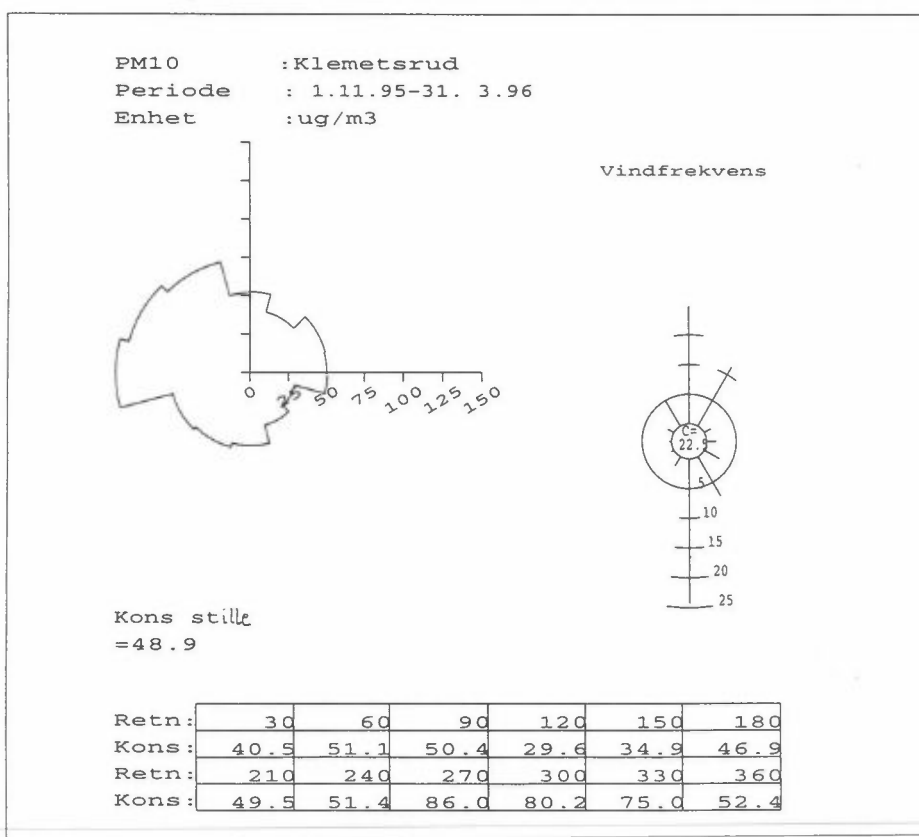 PM10 :Klemetsrud
Periode : 1.11.95-31. 3.96
Enhet :ug/m3
Vindfrekvens
0 25 50 75 100 125 150
C=
22.5
5
10
15
20
25
Kons stille
=48.9
Retn: 30 60 90 120 150 180
Kons: 40.5 51.1 50.4 29.6 34.9 46.9
Retn: 210 240 270 300 330 360
Kons: 49.5 51.4 86.0 80.2 75.0 52.4